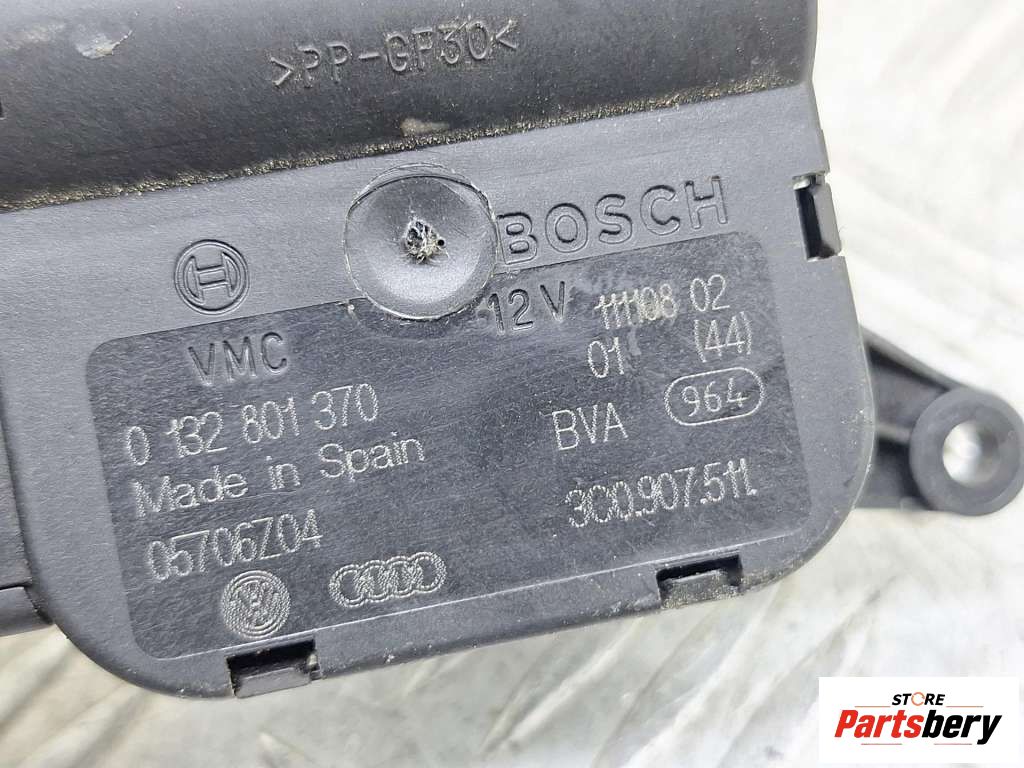 >PP-GF30<
BOSCH
12V 111108 02
VMC 01 (44)
0 132 801 370 BVA 964
Made in Spain
05706Z04 3C0.907.511.
STORE
Partsbery